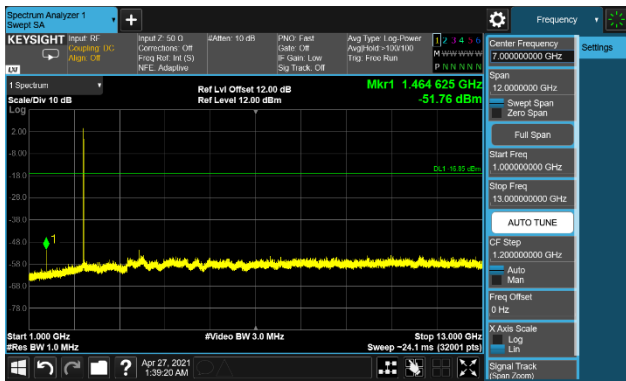 Spectrum Analyzer 1
Swept SA
Frequency
KEYSIGHT
Input: RF
Coupling: DC
Align: Off
Input Z: 50 Ω
Corrections: Off
Freq Ref: Int (S)
NFE: Adaptive
#Atten: 10 dB
PNO: Fast
Gate: Off
IF Gain: Low
Sig Track: Off
Avg Type: Log-Power
Avg|Hold:>100/100
Trig: Free Run
1 2 3 4 5 6
M W W W W W
P N N N N N
LXI
1 Spectrum
Scale/Div 10 dB
Log
Ref Lvl Offset 12.00 dB
Ref Level 12.00 dBm
Mkr1 1.464 625 GHz
-51.76 dBm
2.00
-8.00
-18.0
-28.0
-38.0
-48.0
-58.0
-68.0
-78.0
1
Start 1.000 GHz
#Res BW 1.0 MHz
#Video BW 3.0 MHz
Stop 13.000 GHz
Sweep ~24.1 ms (32001 pts)
Apr 27, 2021
1:39:20 AM
Center Frequency
7.000000000 GHz
Settings
Span
12.0000000 GHz
Swept Span
Zero Span
Full Span
Start Freq
1.000000000 GHz
Stop Freq
13.000000000 GHz
AUTO TUNE
CF Step
1.200000000 GHz
Auto
Man
Freq Offset
0 Hz
X Axis Scale
Log
Lin
Signal Track
(Span Zoom)